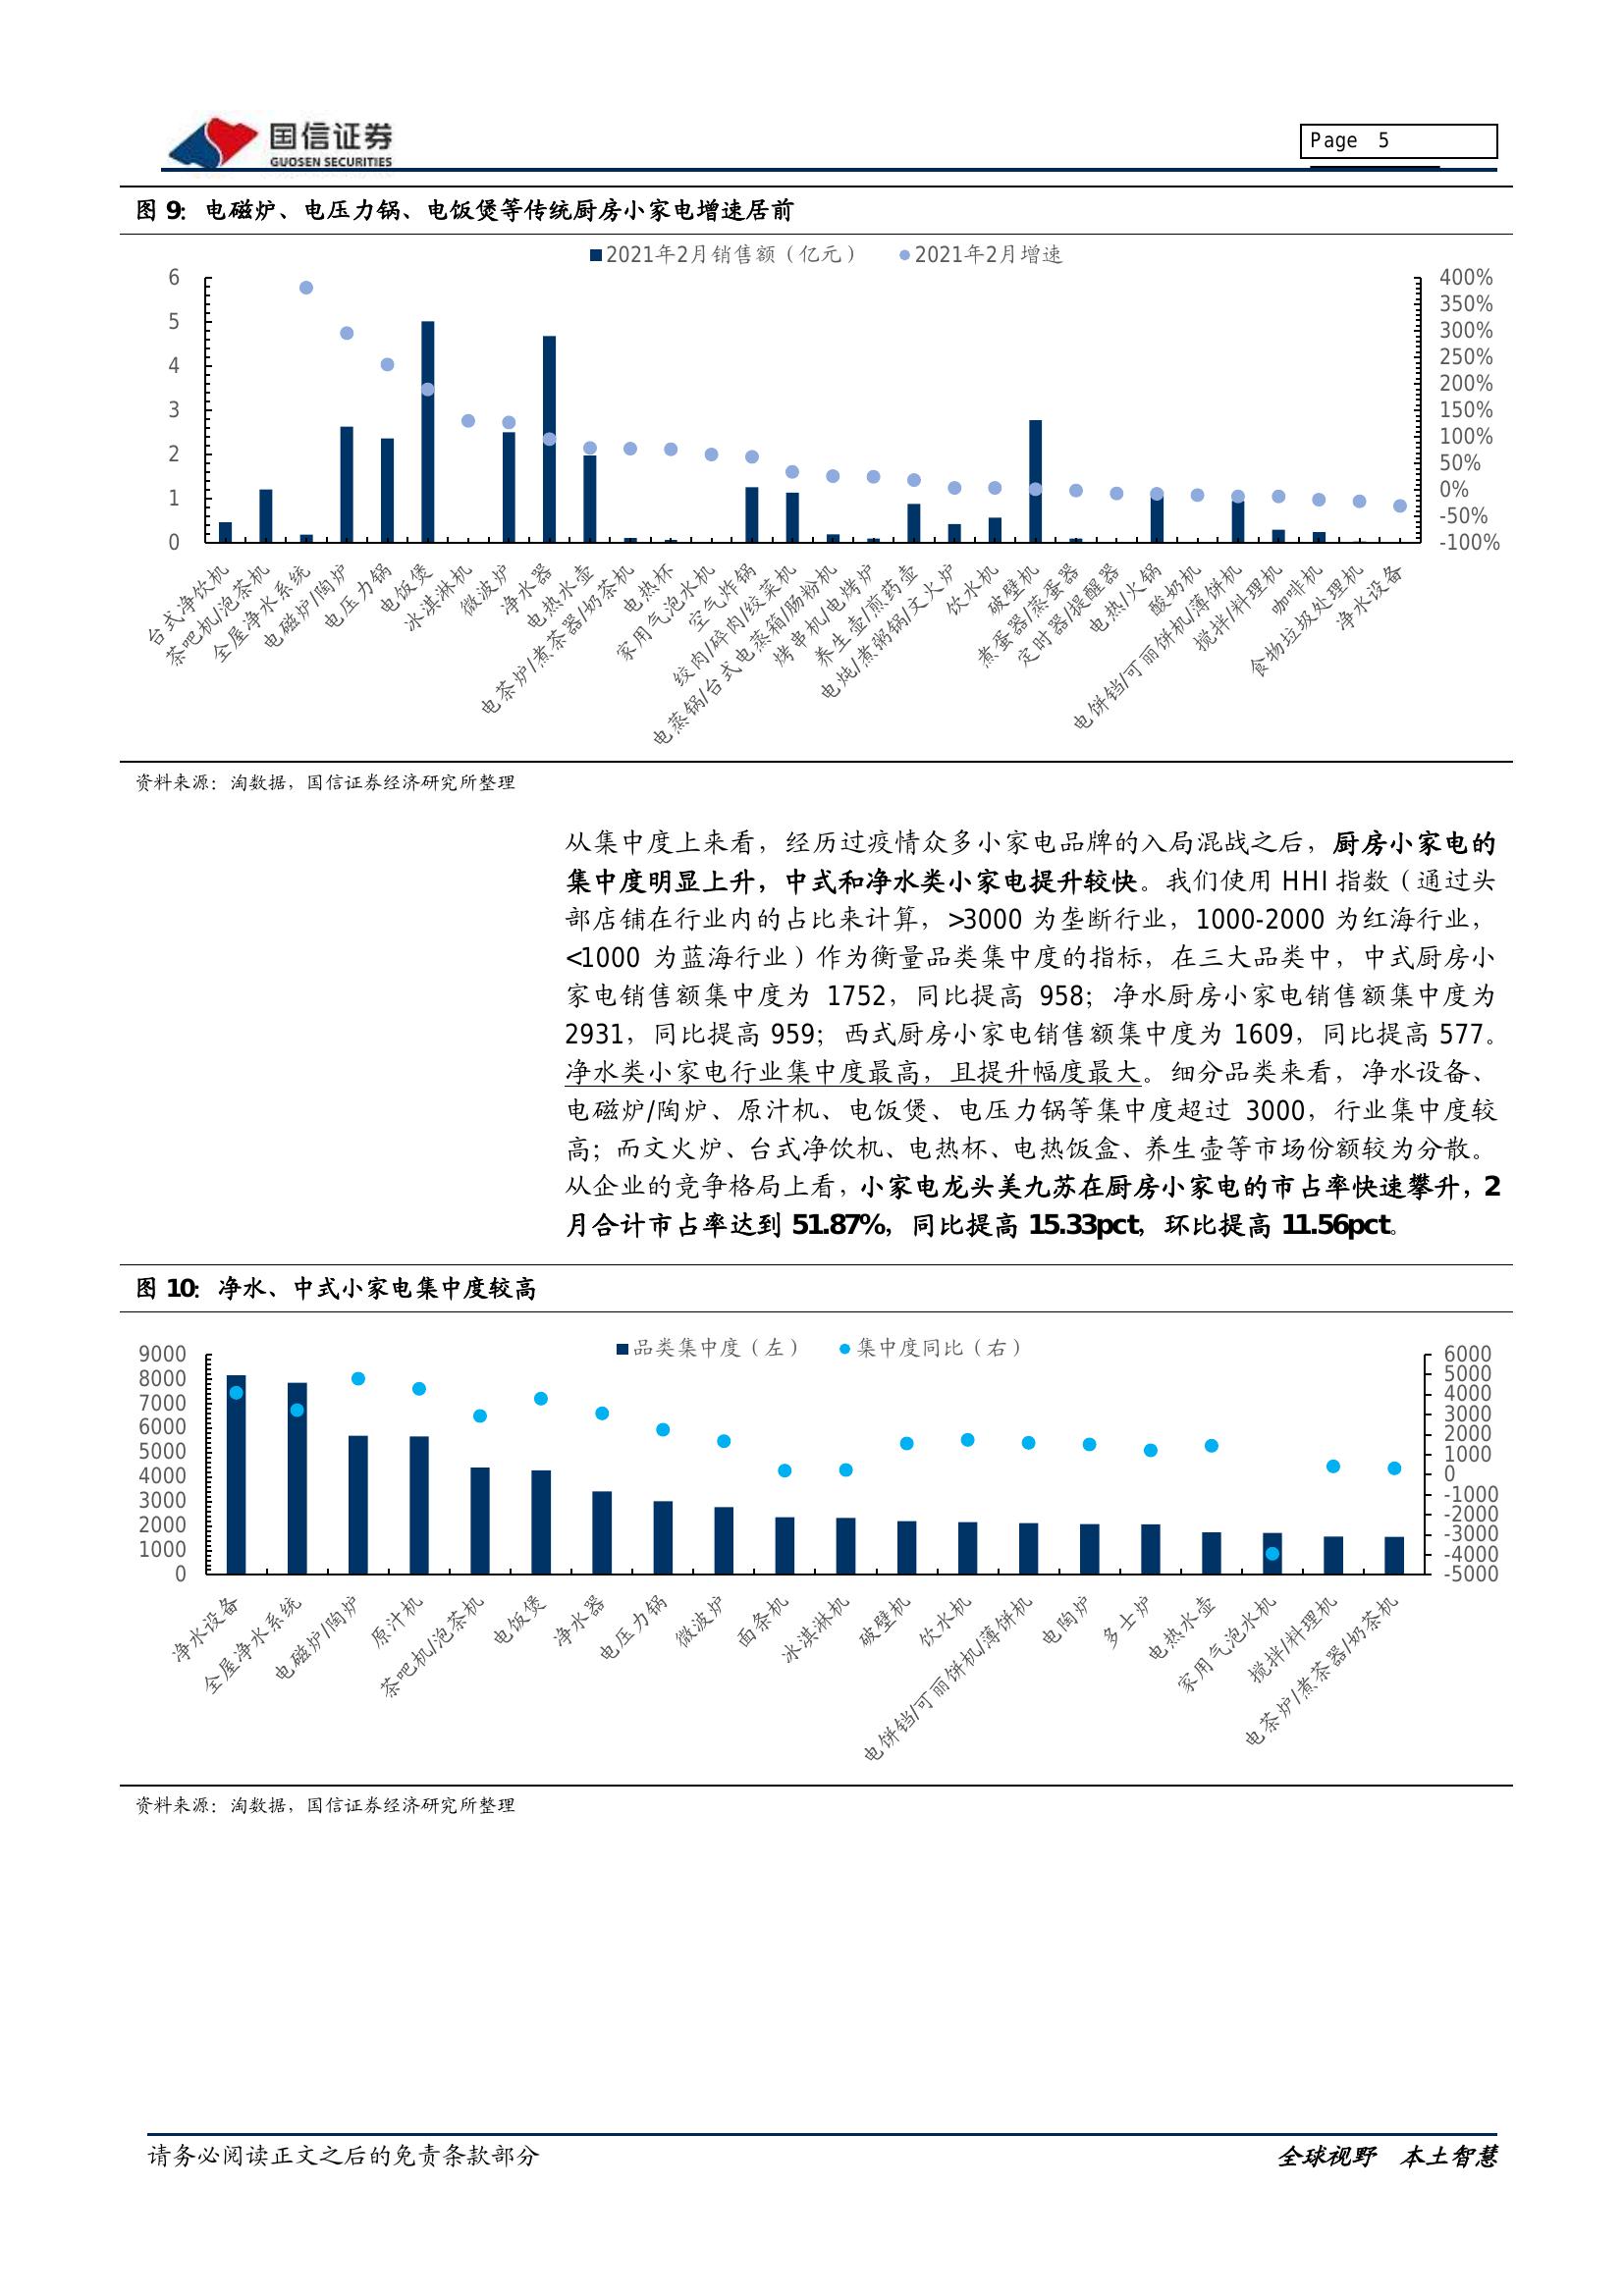 国信证券
GUOSEN SECURITIES
Page 5
图 9：电磁炉、电压力锅、电饭煲等传统厨房小家电增速居前
2021年2月销售额（亿元）
2021年2月增速
6
5
4
3
2
1
0
400%
350%
300%
250%
200%
150%
100%
50%
0%
-50%
-100%
台式净饮机
茶吧机/泡茶机
全屋净水系统
电磁炉/陶炉
电压力锅
电饭煲
冰淇淋机
微波炉
净水器
电热水壶
电茶炉/煮茶器/奶茶机
电热杯
家用气泡水机
空气炸锅
绞肉/碎肉/绞菜机
电蒸锅/台式电蒸箱/肠粉机
烤串机/电烤炉
养生壶/煎药壶
电炖/煮粥锅/文火炉
饮水机
破壁机
煮蛋器/蒸蛋器
定时器/提醒器
电热/火锅
酸奶机
电饼铛/可丽饼机/薄饼机
搅拌/料理机
咖啡机
食物垃圾处理机
净水设备
资料来源：淘数据，国信证券经济研究所整理
从集中度上来看，经历过疫情众多小家电品牌的入局混战之后，厨房小家电的
集中度明显上升，中式和净水类小家电提升较快。我们使用 HHI 指数（通过头
部店铺在行业内的占比来计算，>3000 为垄断行业，1000-2000 为红海行业，
<1000 为蓝海行业）作为衡量品类集中度的指标，在三大品类中，中式厨房小
家电销售额集中度为 1752，同比提高 958；净水厨房小家电销售额集中度为
2931，同比提高 959；西式厨房小家电销售额集中度为 1609，同比提高 577。
净水类小家电行业集中度最高，且提升幅度最大。细分品类来看，净水设备、
电磁炉/陶炉、原汁机、电饭煲、电压力锅等集中度超过 3000，行业集中度较
高；而文火炉、台式净饮机、电热杯、电热饭盒、养生壶等市场份额较为分散。
从企业的竞争格局上看，小家电龙头美九苏在厨房小家电的市占率快速攀升，2
月合计市占率达到 51.87%，同比提高 15.33pct，环比提高 11.56pct。
图 10：净水、中式小家电集中度较高
品类集中度（左）
集中度同比（右）
9000
8000
7000
6000
5000
4000
3000
2000
1000
0
6000
5000
4000
3000
2000
1000
0
-1000
-2000
-3000
-4000
-5000
净水设备
全屋净水系统
电磁炉/陶炉
原汁机
茶吧机/泡茶机
电饭煲
净水器
电压力锅
微波炉
面条机
冰淇淋机
破壁机
饮水机
电饼铛/可丽饼机/薄饼机
电陶炉
多士炉
电热水壶
家用气泡水机
搅拌/料理机
电茶炉/煮茶器/奶茶机
资料来源：淘数据，国信证券经济研究所整理
请务必阅读正文之后的免责条款部分
全球视野 本土智慧